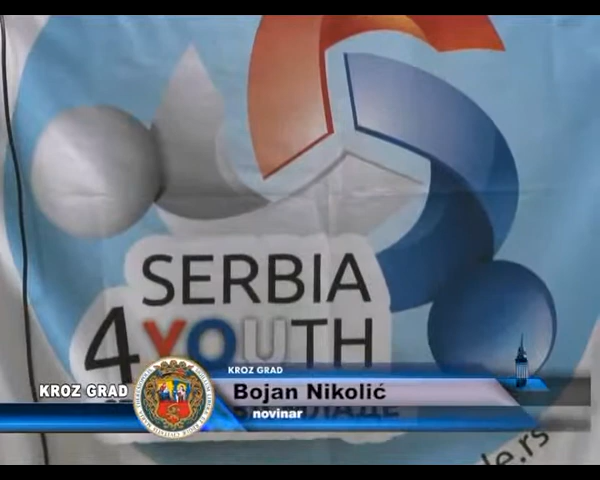 SERBIA
4YOUTH
KROZ GRAD
KROZ GRAD
Bojan Nikolić
novinar